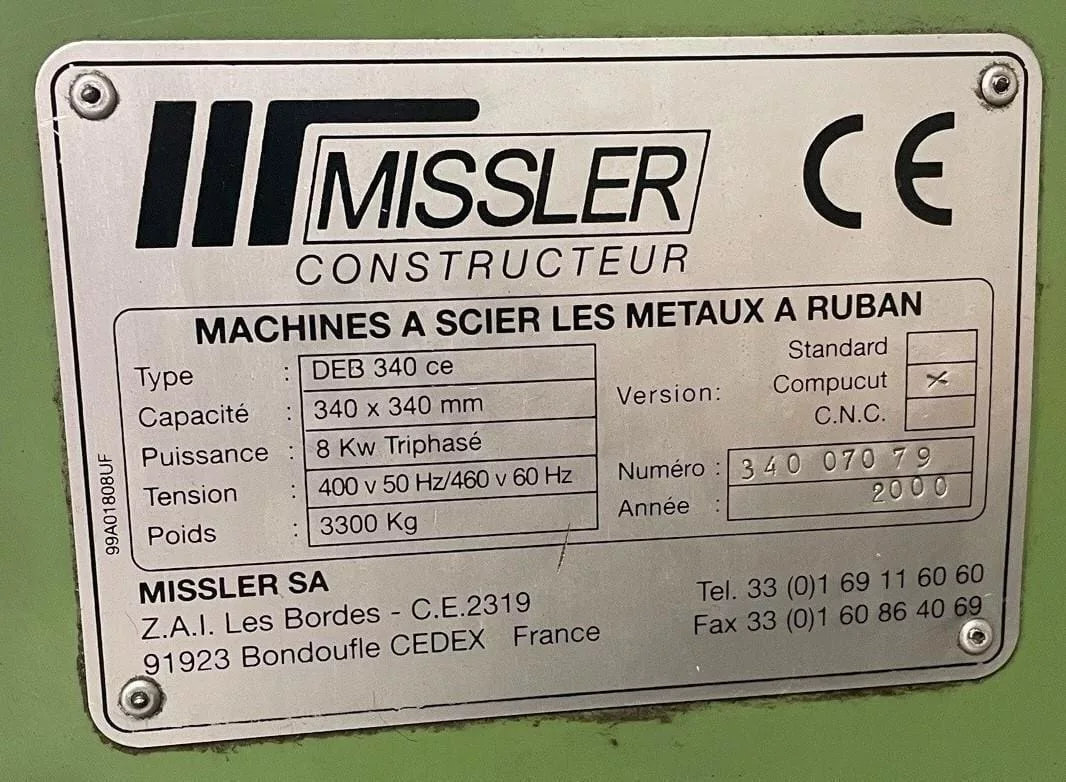 MISSLER
CE
CONSTRUCTEUR
MACHINES A SCIER LES METAUX A RUBAN
Type : DEB 340 ce
Capacité : 340 x 340 mm
Puissance : 8 Kw Triphasé
Tension : 400 v 50 Hz/460 v 60 Hz
Poids : 3300 Kg
Version:
Standard
Compucut x
C.N.C.
Numéro : 340 070 79
Année : 2000
99A01808UF
MISSLER SA
Z.A.I. Les Bordes - C.E.2319
91923 Bondoufle CEDEX France
Tel. 33 (0)1 69 11 60 60
Fax 33 (0)1 60 86 40 69